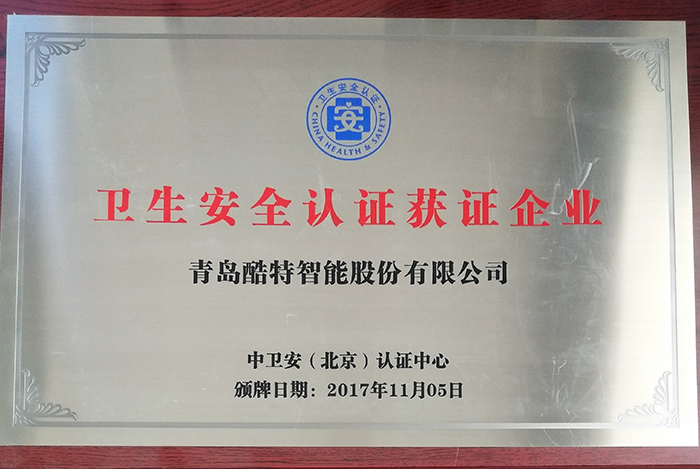 ·卫生安全认证·
CHINA HEALTH & SAFETY
卫生安全认证获证企业
青岛酷特智能股份有限公司
中卫安（北京）认证中心
颁牌日期：2017年11月05日